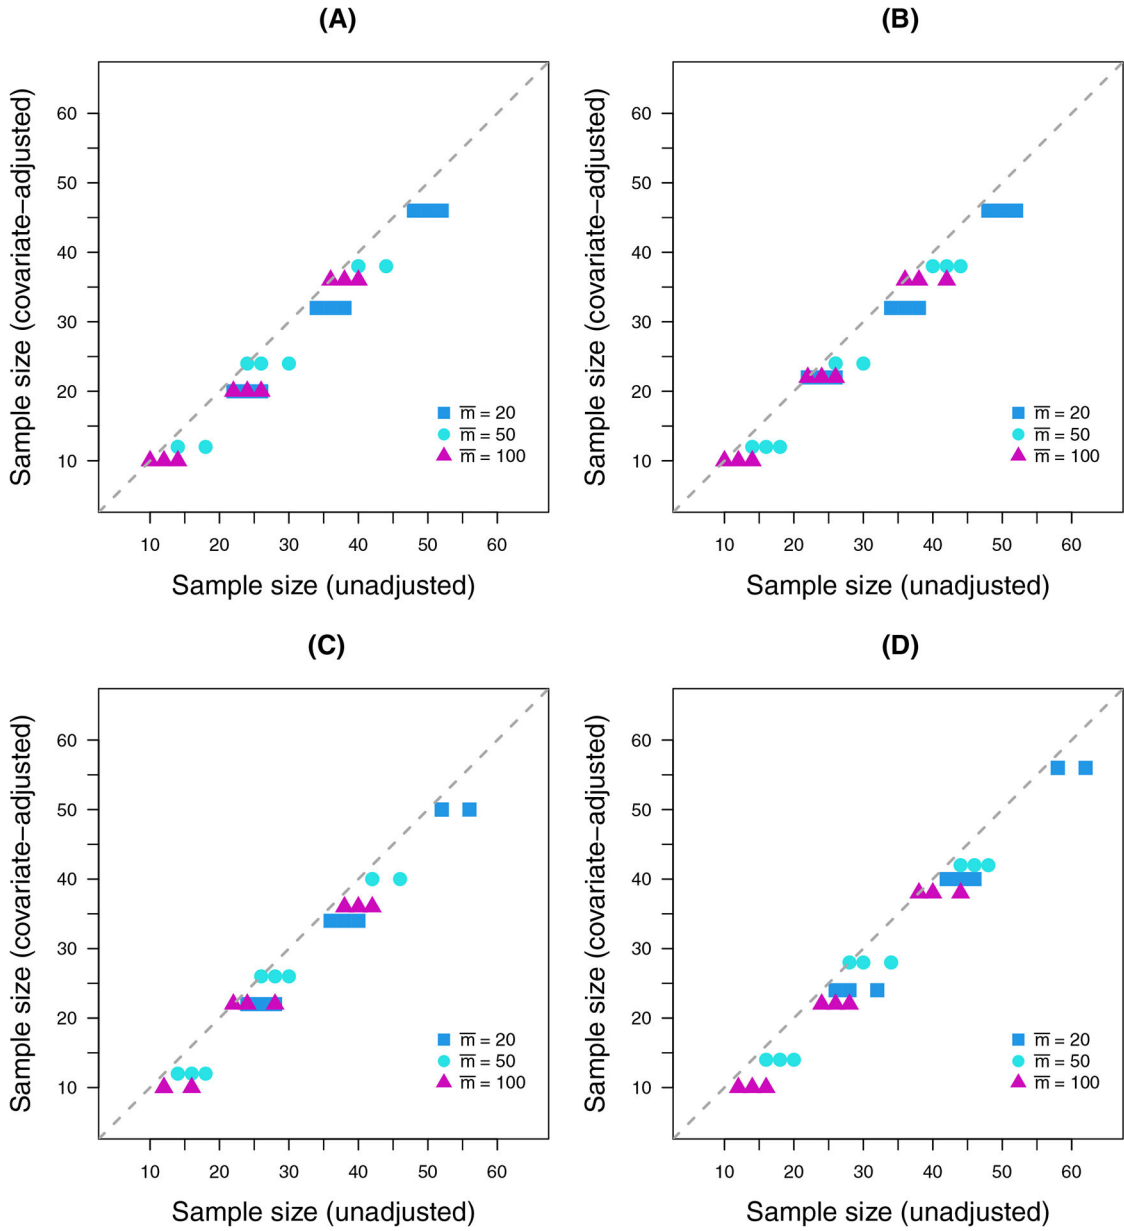 (A)
Sample size (covariate−adjusted)
60
50
40
30
20
10
m̅ = 20
m̅ = 50
m̅ = 100
10 20 30 40 50 60
Sample size (unadjusted)
(B)
Sample size (covariate−adjusted)
60
50
40
30
20
10
m̅ = 20
m̅ = 50
m̅ = 100
10 20 30 40 50 60
Sample size (unadjusted)
(C)
Sample size (covariate−adjusted)
60
50
40
30
20
10
m̅ = 20
m̅ = 50
m̅ = 100
10 20 30 40 50 60
Sample size (unadjusted)
(D)
Sample size (covariate−adjusted)
60
50
40
30
20
10
m̅ = 20
m̅ = 50
m̅ = 100
10 20 30 40 50 60
Sample size (unadjusted)